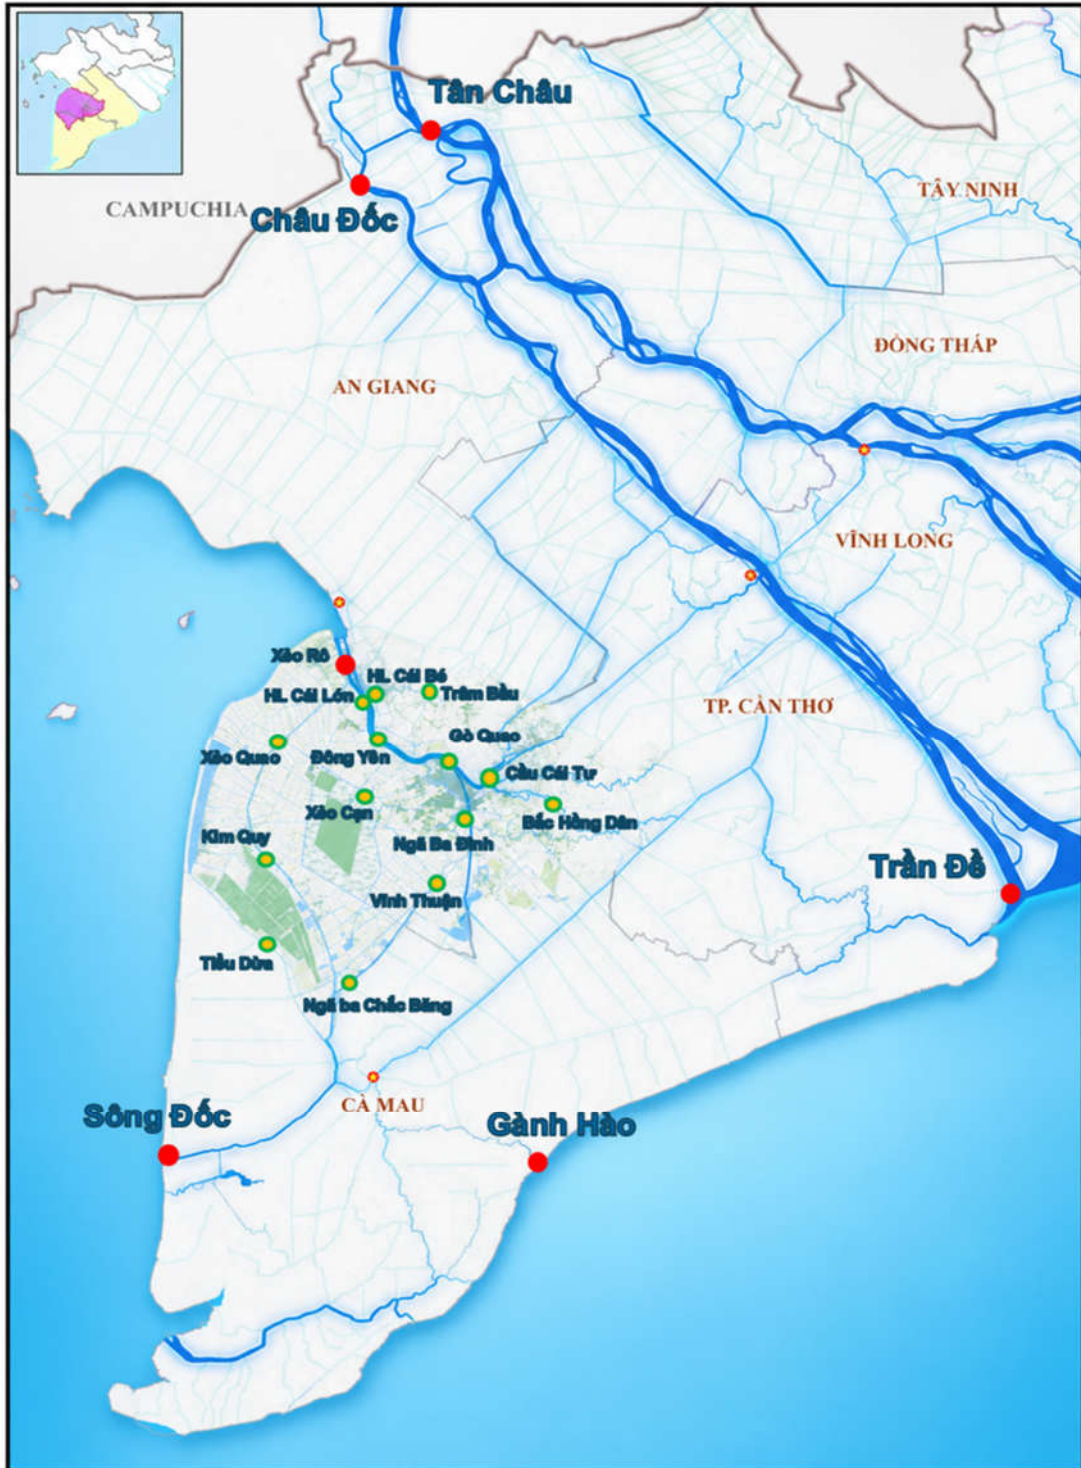 Tân Châu
TÂY NINH
CAMPUCHIA
Châu Đốc
ĐỒNG THÁP
AN GIANG
VĨNH LONG
Xẻo Rô
HL Cái Bé
HL Cái Lớn
Trâm Bầu
TP. CẦN THƠ
Gò Quao
Xẻo Quao
Đông Yên
Cầu Cái Tư
Xẻo Cạn
Bắc Hồng Dân
Kim Quy
Ngã Ba Đình
Trần Đề
Vĩnh Thuận
Tiểu Dừa
Ngã ba Chắc Băng
CÀ MAU
Sông Đốc
Gành Hào